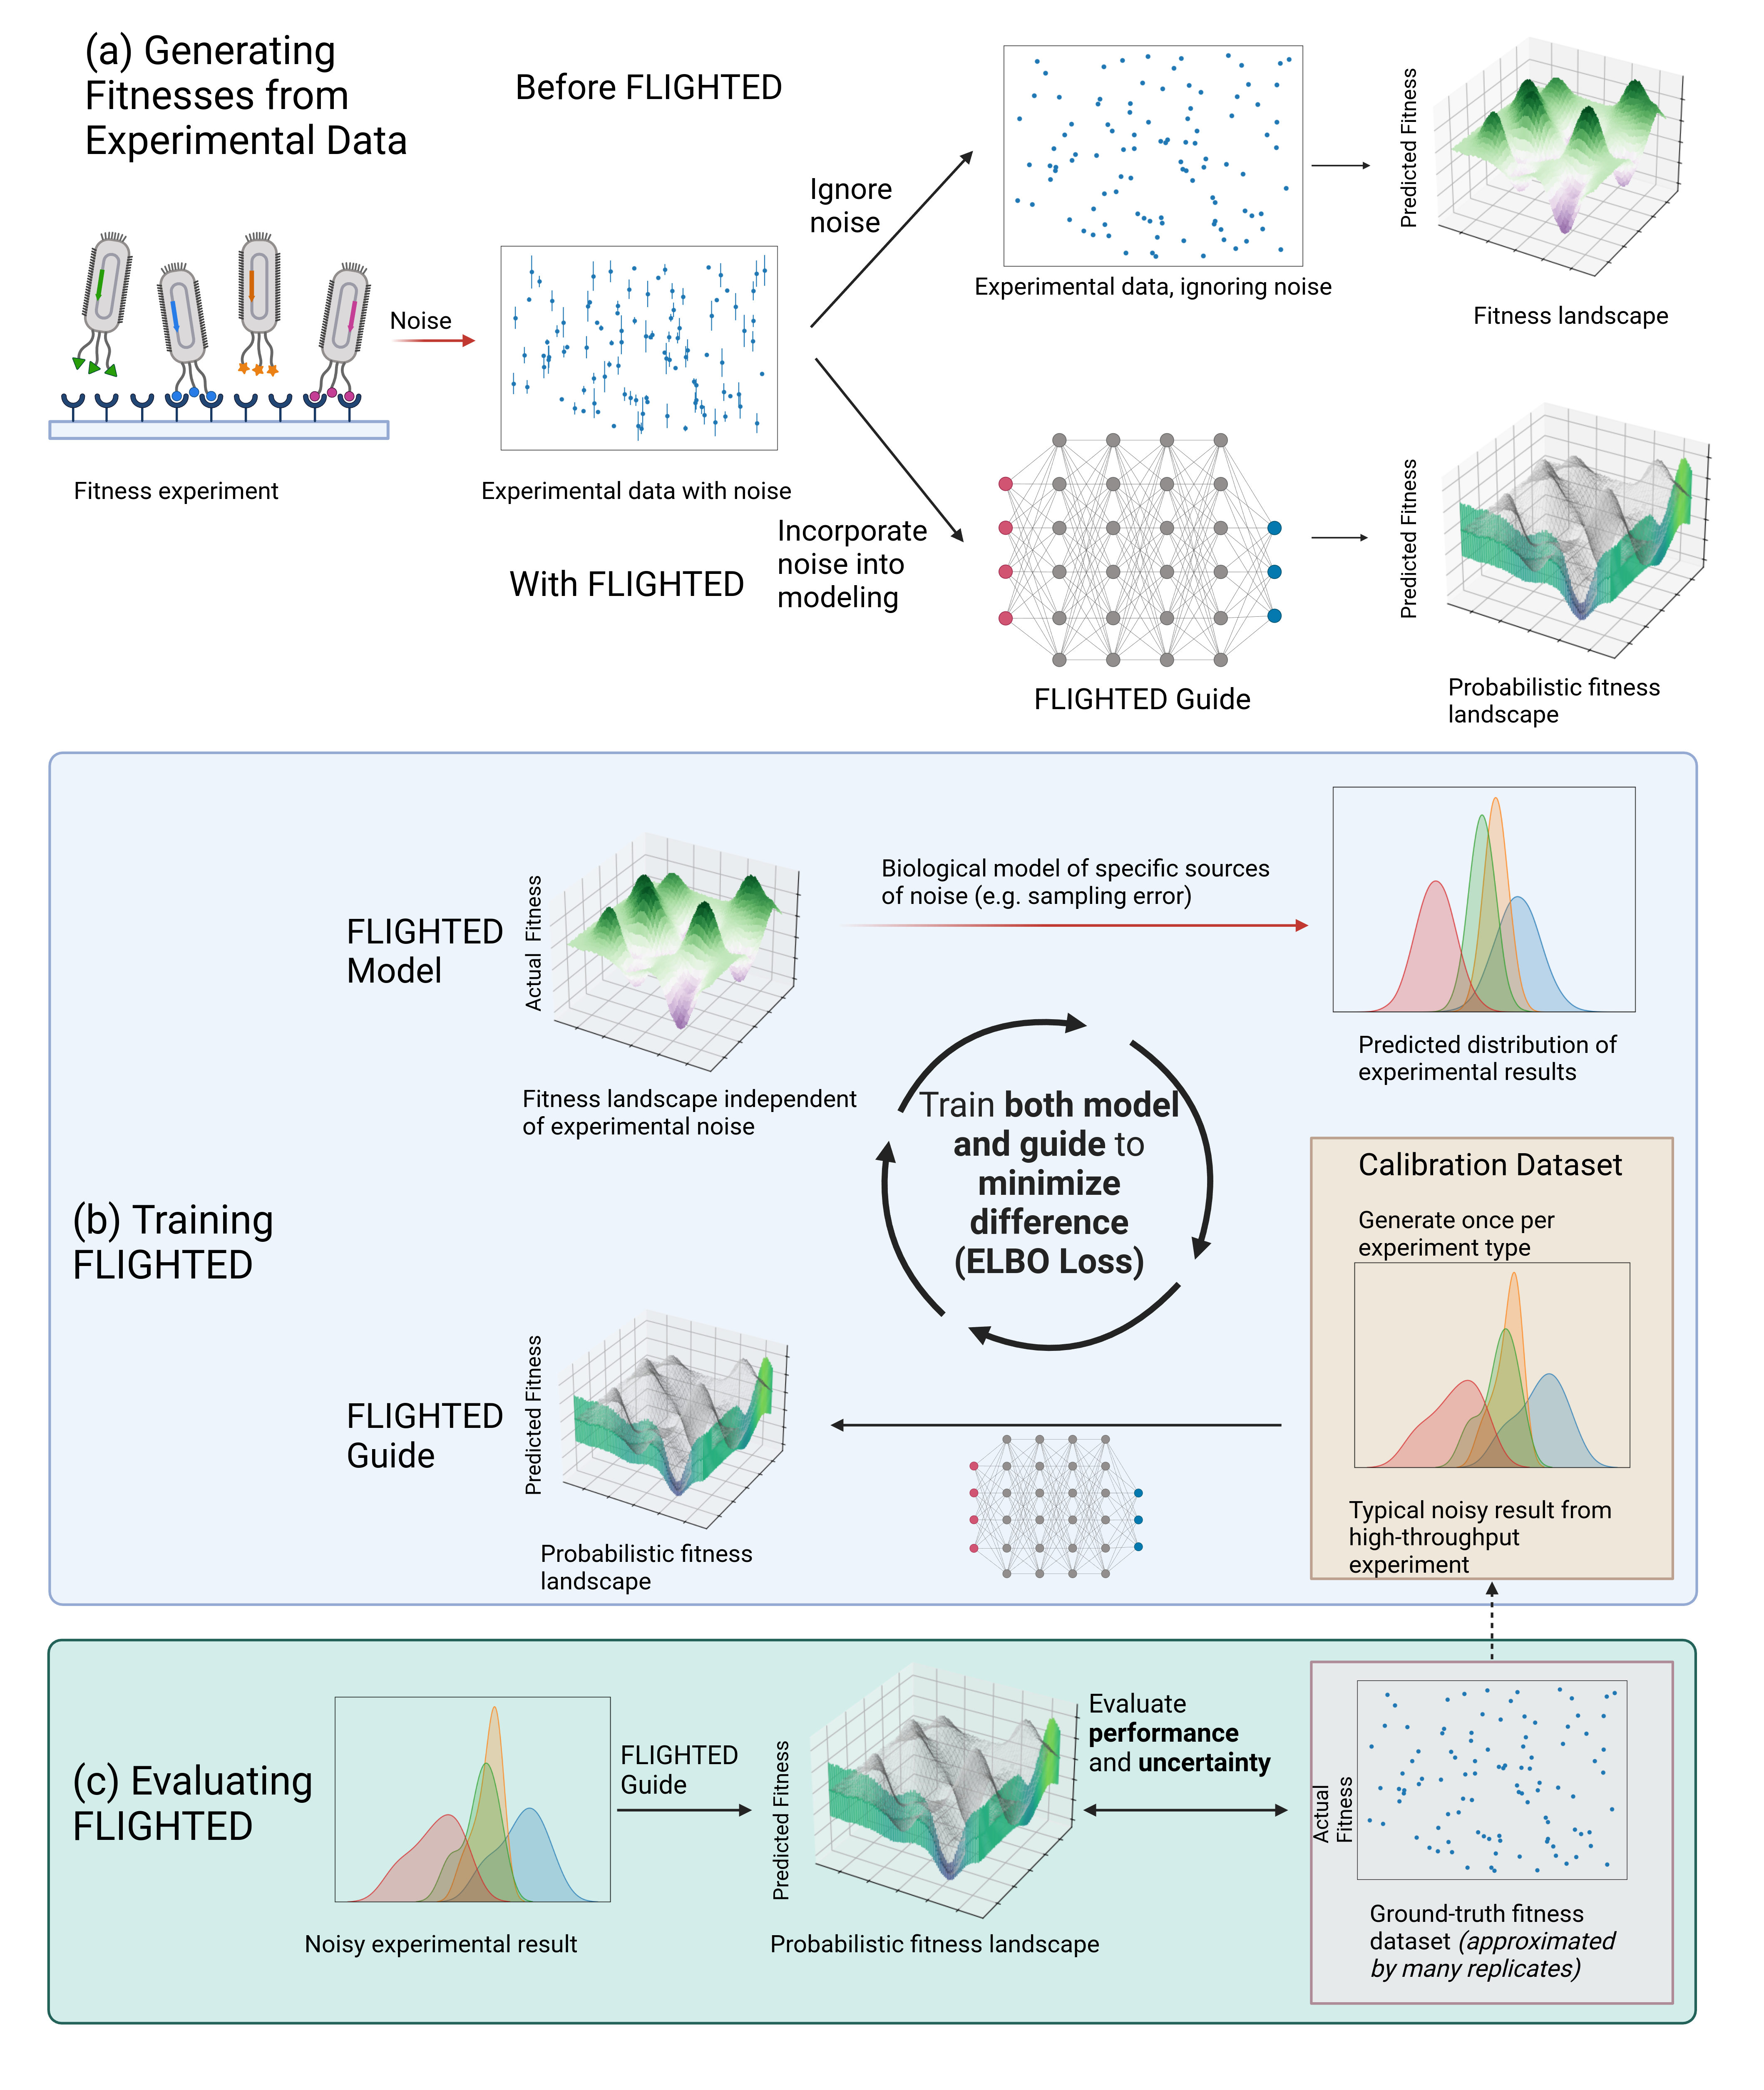 (a) Generating
Fitnesses from
Experimental Data
Before FLIGHTED
Ignore
noise
Experimental data, ignoring noise
Predicted Fitness
Fitness landscape
Noise
Fitness experiment
Experimental data with noise
With FLIGHTED
Incorporate
noise into
modeling
FLIGHTED Guide
Predicted Fitness
Probabilistic fitness
landscape
(b) Training
FLIGHTED
FLIGHTED
Model
Actual Fitness
Fitness landscape independent
of experimental noise
Biological model of specific sources
of noise (e.g. sampling error)
Predicted distribution of
experimental results
Train both model
and guide to
minimize
difference
(ELBO Loss)
Calibration Dataset
Generate once per
experiment type
Typical noisy result from
high-throughput
experiment
FLIGHTED
Guide
Predicted Fitness
Probabilistic fitness
landscape
(c) Evaluating
FLIGHTED
Noisy experimental result
FLIGHTED
Guide
Predicted Fitness
Probabilistic fitness landscape
Evaluate
performance
and uncertainty
Actual
Fitness
Ground-truth fitness
dataset (approximated
by many replicates)